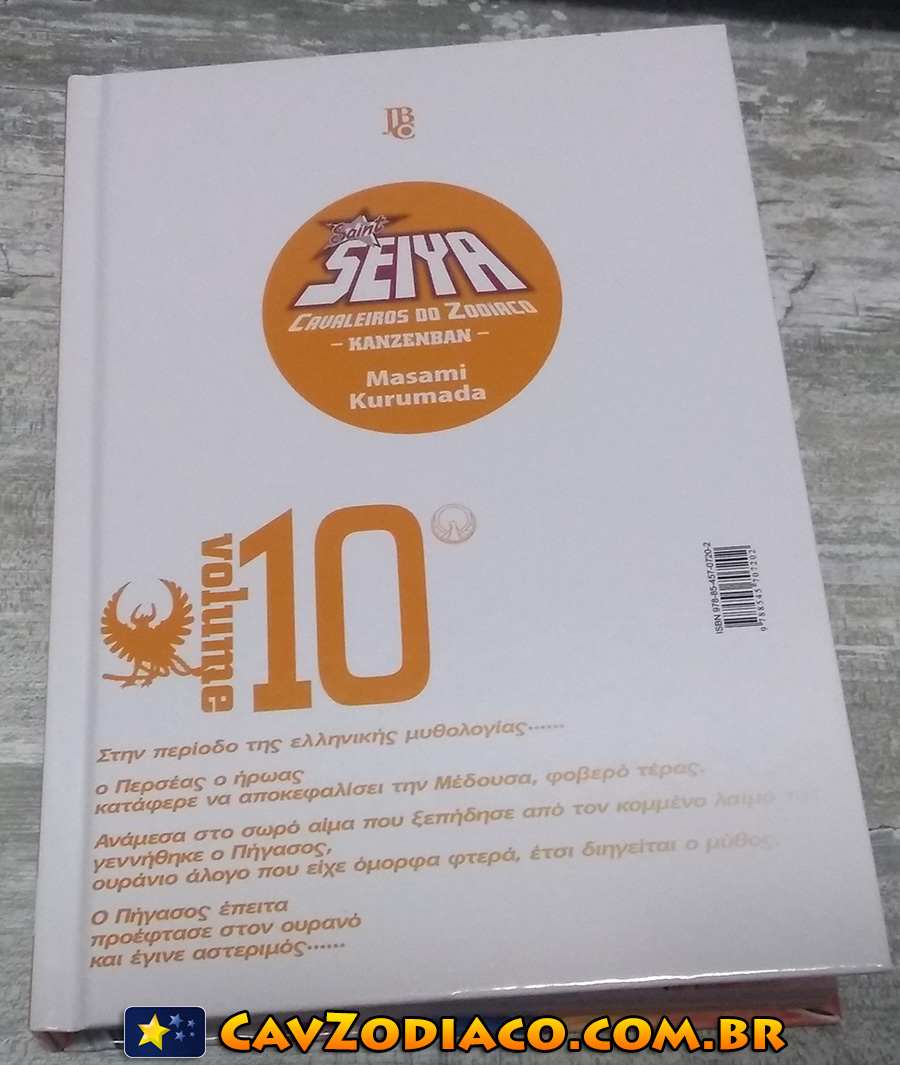 JBC
Saint
SEIYA
CAVALEIROS DO ZODÍACO
- KANZENBAN -
Masami
Kurumada
volume
10
ISBN 978-85-457-0720-2
9788545707202
Στην περίοδο της ελληνικής μυθολογίας......
ο Περσέας ο ήρωας
κατάφερε να αποκεφαλίσει την Μέδουσα, φοβερό τέρας.
Ανάμεσα στο σωρό αίμα που ξεπήδησε από τον κομμένο λαιμό
γεννήθηκε ο Πήγασος,
ουράνιο άλογο που είχε όμορφα φτερά, έτσι διηγείται ο μύθος.
Ο Πήγασος έπειτα
προέφτασε στον ουρανό
και έγινε αστεριμός......
CAVZODIACO.COM.BR